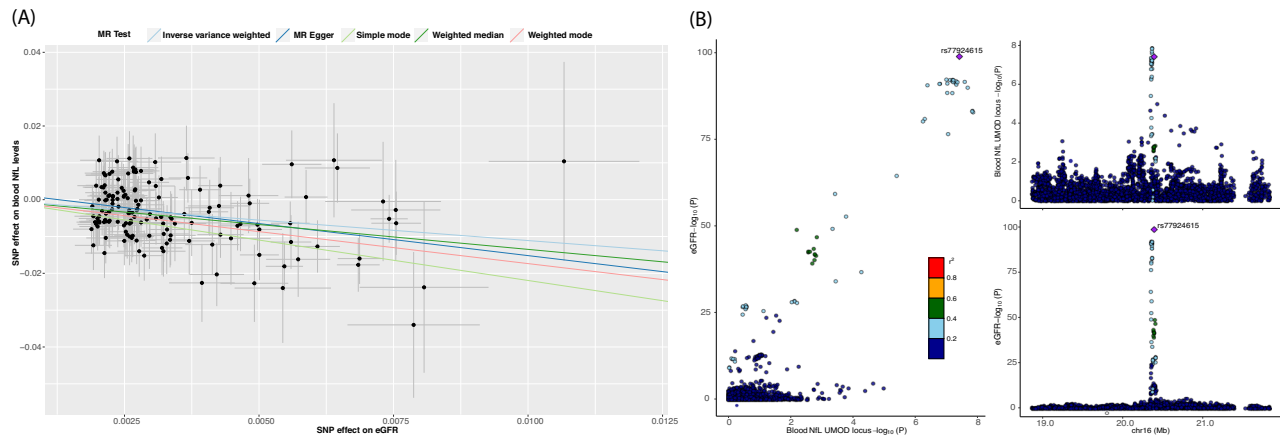 (A)
MR Test
Inverse variance weighted
MR Egger
Simple mode
Weighted median
Weighted mode
0.04
0.02
0.00
−0.02
−0.04
SNP effect on blood NfL levels
0.0025
0.0050
0.0075
0.0100
0.0125
SNP effect on eGFR
(B)
rs77924615
100
75
50
25
0
eGFR−log10 (P)
r2
0.8
0.6
0.4
0.2
0
2
4
6
8
Blood NfL UMOD locus−log10 (P)
rs77924615
8
6
4
2
0
Blood NfL UMOD locus −log10(P)
rs77924615
100
75
50
25
0
eGFR−log10 (P)
19.0
20.0
21.0
chr16 (Mb)